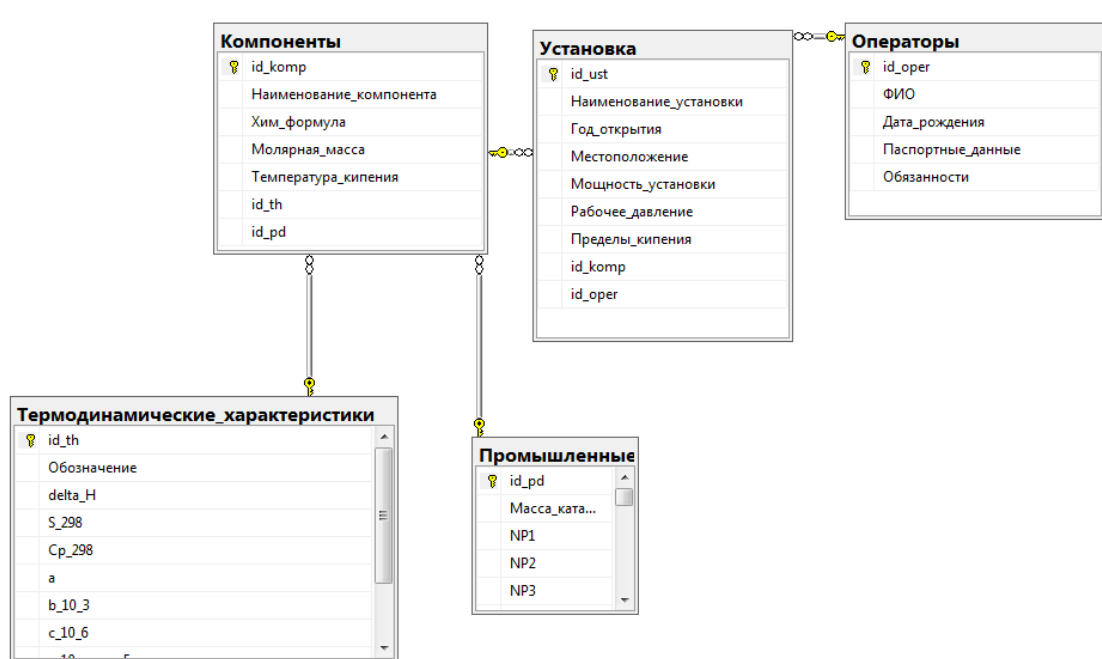 Компоненты
id_komp
Наименование_компонента
Хим_формула
Молярная_масса
Температура_кипения
id_th
id_pd
Установка
id_ust
Наименование_установки
Год_открытия
Местоположение
Мощность_установки
Рабочее_давление
Пределы_кипения
id_komp
id_oper
Операторы
id_oper
ФИО
Дата_рождения
Паспортные_данные
Обязанности
Термодинамические_характеристики
id_th
Обозначение
delta_H
S_298
Cp_298
a
b_10_3
c_10_6
Промышленные
id_pd
Масса_ката...
NP1
NP2
NP3